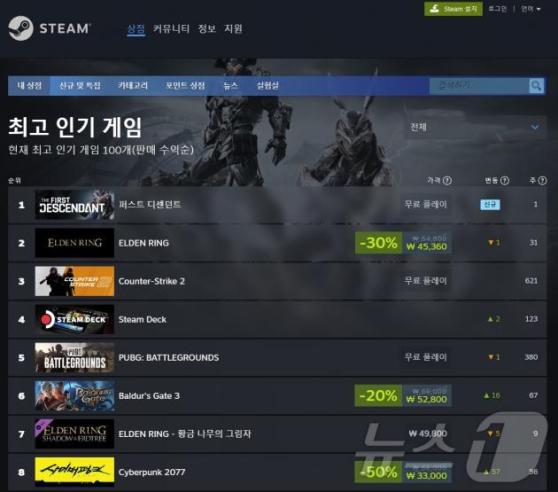 Steam 설치 로그인 | 언어
STEAM
상점 커뮤니티 정보 지원
내 상점 신규 및 특집 카테고리 포인트 상점 뉴스 실험실 검색하기
최고 인기 게임
현재 최고 인기 게임 100개(판매 수익순)
전체
순위 가격 ? 변동 ? 주 ?
1 THE FIRST DESCENDANT 퍼스트 디센던트 무료 플레이 신규 1
2 ELDEN RING ELDEN RING -30% ₩ 64,800 ₩ 45,360 ▼ 1 31
3 COUNTER STRIKE 2 Counter-Strike 2 무료 플레이 621
4 STEAM DECK Steam Deck ▲ 2 123
5 PUBG BATTLEGROUNDS PUBG: BATTLEGROUNDS 무료 플레이 ▼ 1 380
6 Baldur's Gate 3 -20% ₩ 66,000 ₩ 52,800 ▲ 16 67
7 ELDEN RING SHADOW OF THE ERDTREE ELDEN RING - 황금 나무의 그림자 ₩ 49,800 ▼ 5 9
8 Cyberpunk Cyberpunk 2077 -50% ₩ 33,000 ▲ 57
뉴스1